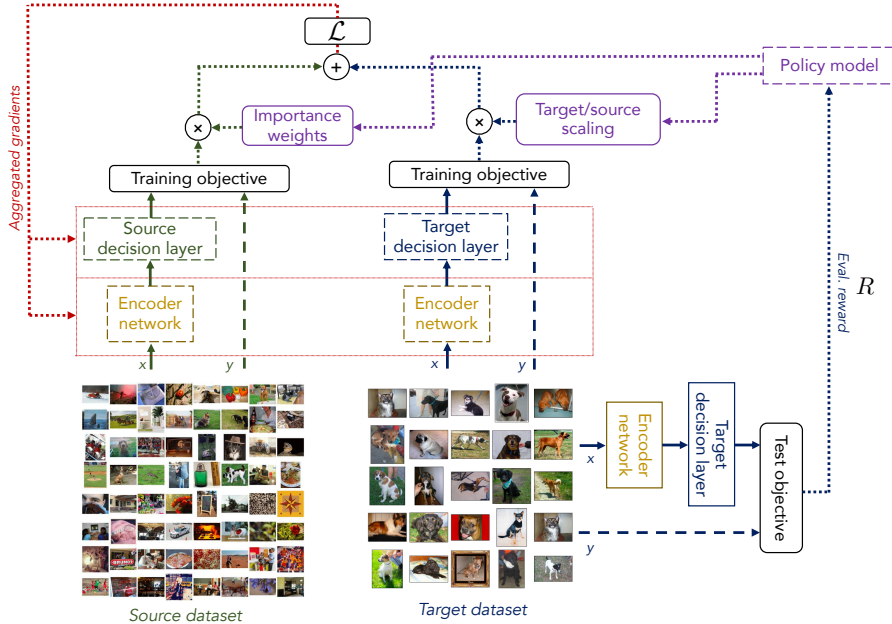 ℒ
+
Policy model
Aggregated gradients
×
Importance
weights
×
Target/source
scaling
Training objective
Training objective
Source
decision layer
Target
decision layer
Eval. reward
R
Encoder
network
Encoder
network
x
y
x
y
x
Encoder
network
Target
decision layer
Test objective
y
Source dataset
Target dataset